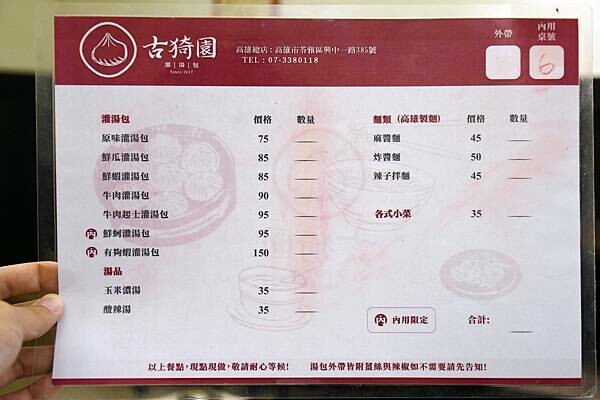 古猗園
灌|湯|包
Since 2017
高雄總店：高雄市苓雅區興中一路385號
TEL：07-3380118
外帶
內用
桌號
6
灌湯包 價格 數量
原味灌湯包 75
鮮瓜灌湯包 85
鮮蝦灌湯包 85
牛肉灌湯包 90
牛肉起士灌湯包 95
內 鮮蚵灌湯包 95
內 有夠蝦灌湯包 150
湯品
玉米濃湯 35
酸辣湯 35
麵類（高雄製麵） 價格 數量
麻醬麵 45
炸醬麵 50
辣子拌麵 45
各式小菜 35
內 內用限定
合計：
以上餐點，現點現做，敬請耐心等候！ 湯包外帶皆附薑絲與辣椒如不需要請先告知！